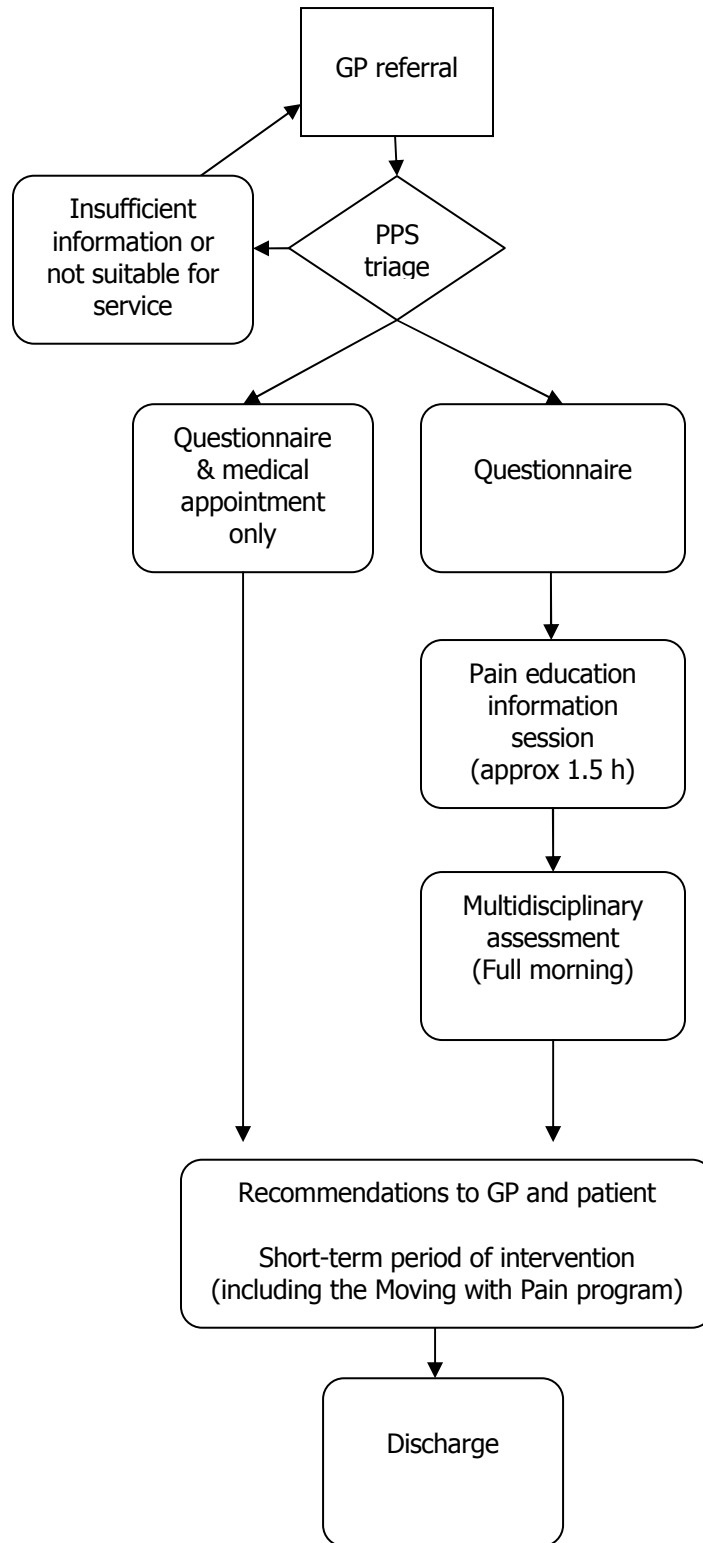 GP referral
Insufficient
information or
not suitable for
service
PPS
triage
Questionnaire
& medical
appointment
only
Questionnaire
Pain education
information
session
(approx 1.5 h)
Multidisciplinary
assessment
(Full morning)
Recommendations to GP and patient
Short-term period of intervention
(including the Moving with Pain program)
Discharge